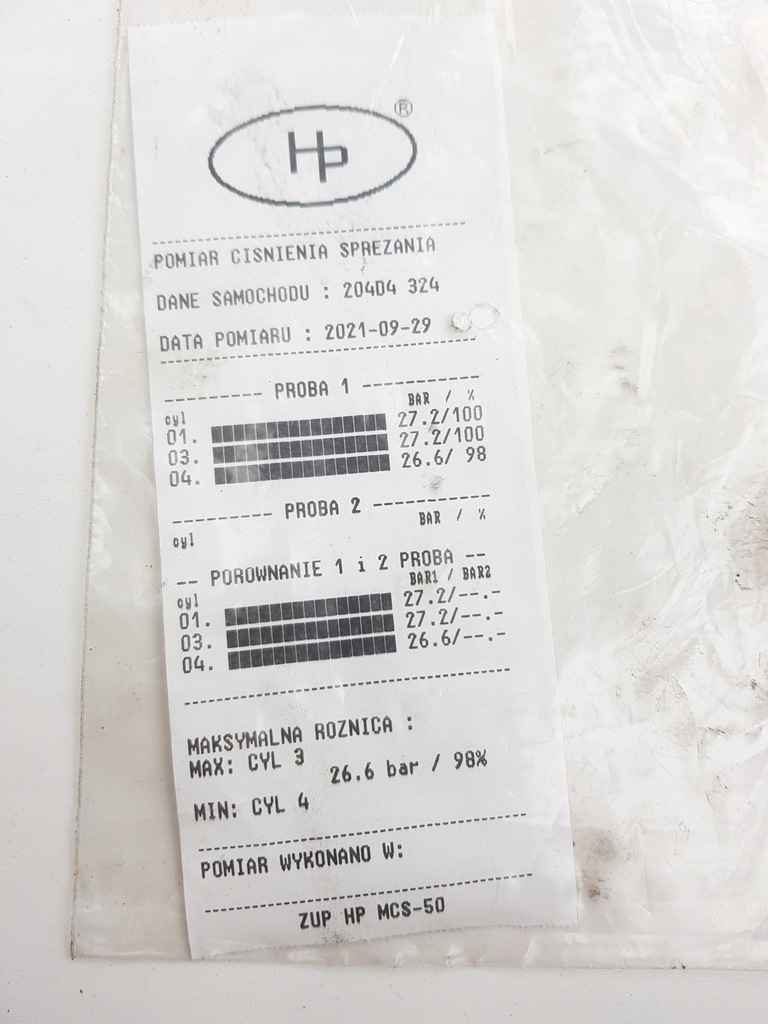 HP ®
POMIAR CISNIENIA SPREZANIA
DANE SAMOCHODU : 204D4 324
DATA POMIARU : 2021-09-29
--------- PROBA 1 -----------
cyl BAR / %
01. 27.2/100
03. 27.2/100
04. 26.6/ 98
--------- PROBA 2 -----------
cyl BAR / %
-- POROWNANIE 1 i 2 PROBA --
cyl BAR1 / BAR2
01. 27.2/--.-
03. 27.2/--.-
04. 26.6/--.-
MAKSYMALNA ROZNICA :
MAX: CYL 3
26.6 bar / 98%
MIN: CYL 4
POMIAR WYKONANO W:
ZUP HP MCS-50